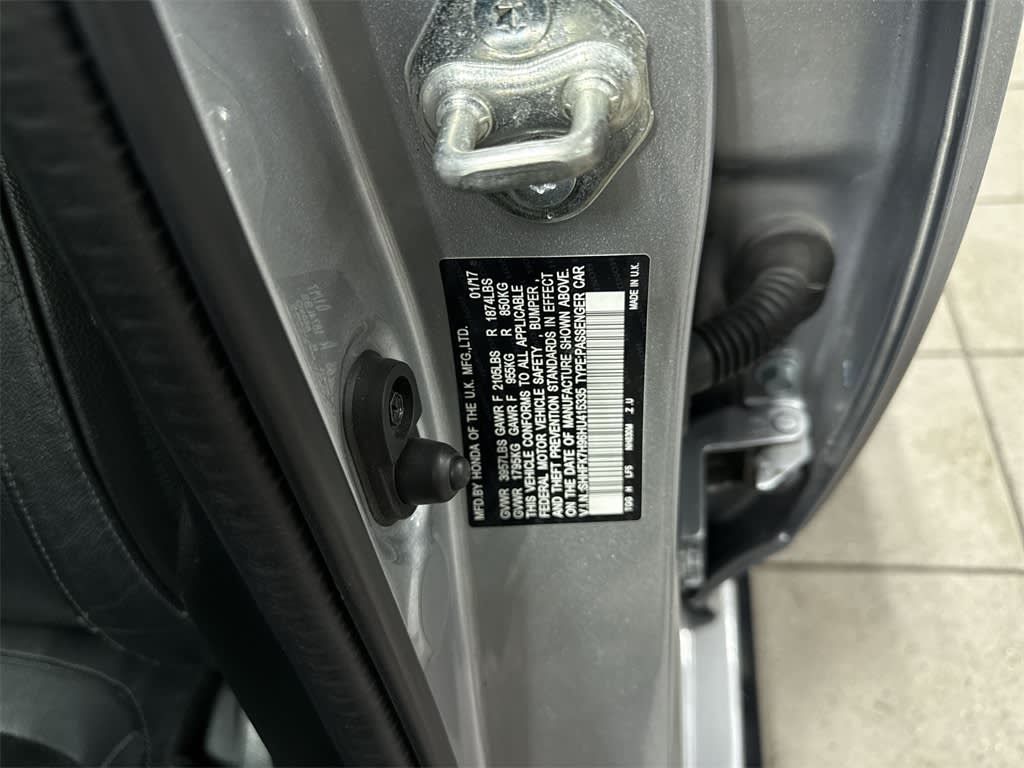 MFD.BY HONDA OF THE U.K. MFG.,LTD. 01/17
GVWR 3957LBS GAWR F 2105LBS R 1874LBS
GVWR 1795KG GAWR F 955KG R 850KG
THIS VEHICLE CONFORMS TO ALL APPLICABLE
FEDERAL MOTOR VEHICLE SAFETY , BUMPER ,
AND THEFT PREVENTION STANDARDS IN EFFECT
ON THE DATE OF MANUFACTURE SHOWN ABOVE.
V.I.N.:SHHFK7H96HU415335 TYPE:PASSENGER CAR
MADE IN U.K.